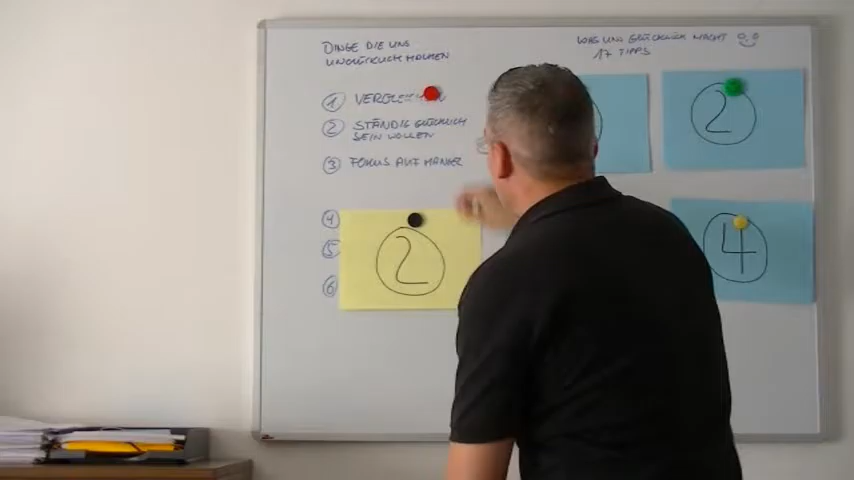 DINGE DIE UNS
UNGLÜCKLICH MACHEN
1 VERGLEICHEN
2 STÄNDIG GLÜCKLICH
SEIN WOLLEN
3 FOKUS AUF MANGEL
4
5
6
2
WAS UNS GLÜCKLICH MACHT
17 TIPPS
2
4